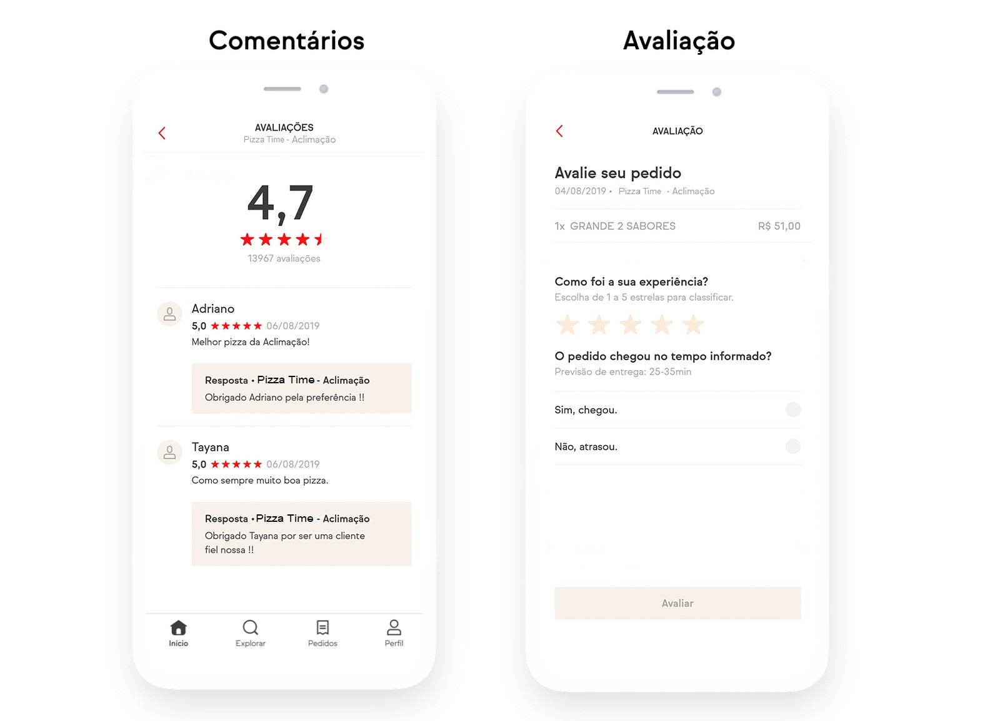 Comentários
AVALIAÇÕES
Pizza Time - Aclimação
4,7
13967 avaliações
Adriano
5,0 ★★★★★ 06/08/2019
Melhor pizza da Aclimação!
Resposta • Pizza Time - Aclimação
Obrigado Adriano pela preferência !!
Tayana
5,0 ★★★★★ 06/08/2019
Como sempre muito boa pizza.
Resposta • Pizza Time - Aclimação
Obrigado Tayana por ser uma cliente
fiel nossa !!
Início Explorar Pedidos Perfil
Avaliação
AVALIAÇÃO
Avalie seu pedido
04/08/2019 • Pizza Time - Aclimação
1x GRANDE 2 SABORES R$ 51,00
Como foi a sua experiência?
Escolha de 1 a 5 estrelas para classificar.
O pedido chegou no tempo informado?
Previsão de entrega: 25-35min
Sim, chegou.
Não, atrasou.
Avaliar